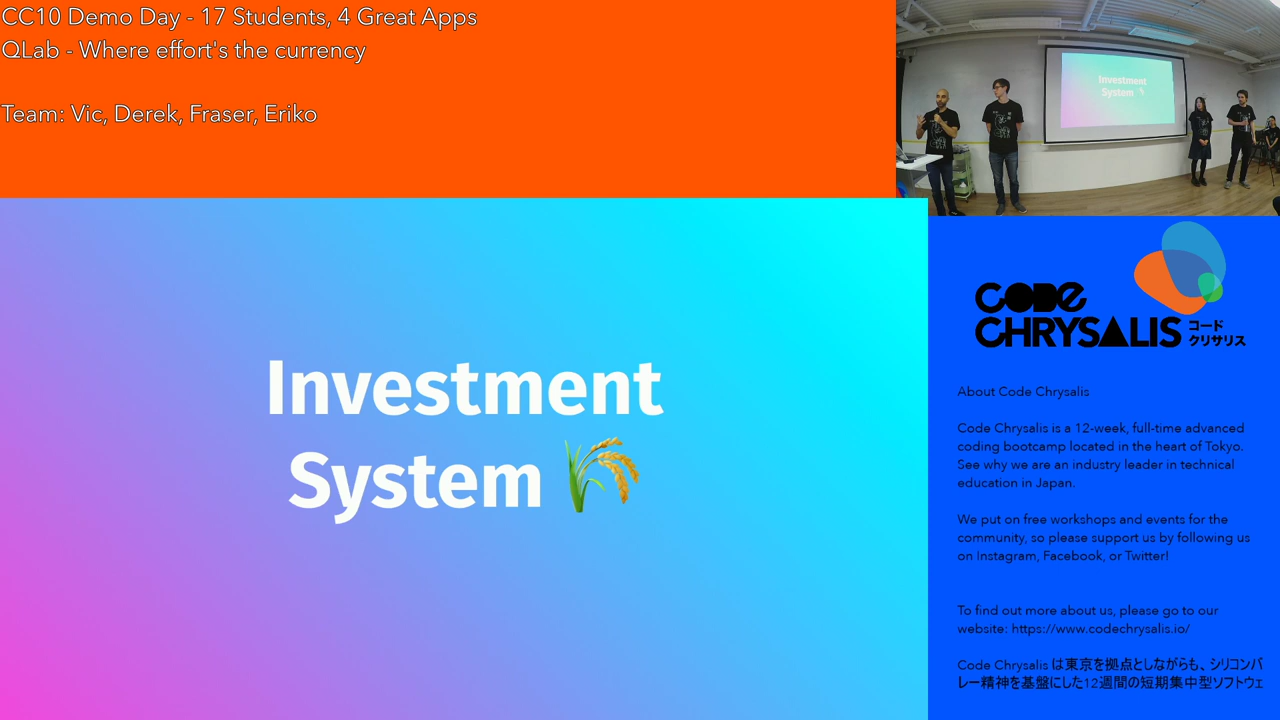 CC10 Demo Day - 17 Students, 4 Great Apps
QLab - Where effort's the currency
Team: Vic, Derek, Fraser, Eriko
Investment
System
Investment
System
CODE
CHRYSALIS
コード
クリサリス
About Code Chrysalis
Code Chrysalis is a 12-week, full-time advanced
coding bootcamp located in the heart of Tokyo.
See why we are an industry leader in technical
education in Japan.
We put on free workshops and events for the
community, so please support us by following us
on Instagram, Facebook, or Twitter!
To find out more about us, please go to our
website: https://www.codechrysalis.io/
Code Chrysalis は東京を拠点としながらも、シリコンバ
レー精神を基盤にした12週間の短期集中型ソフトウェ